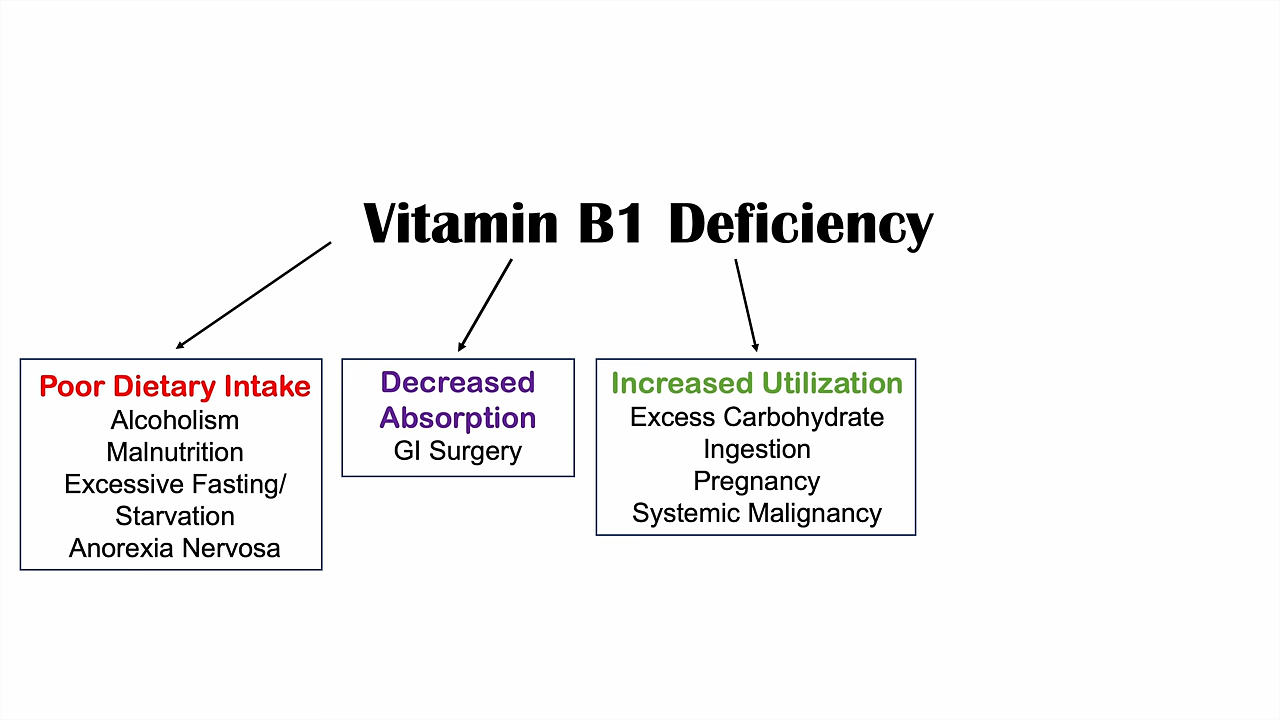 Vitamin B1 Deficiency
Poor Dietary Intake
Alcoholism
Malnutrition
Excessive Fasting/
Starvation
Anorexia Nervosa
Decreased
Absorption
GI Surgery
Increased Utilization
Excess Carbohydrate
Ingestion
Pregnancy
Systemic Malignancy